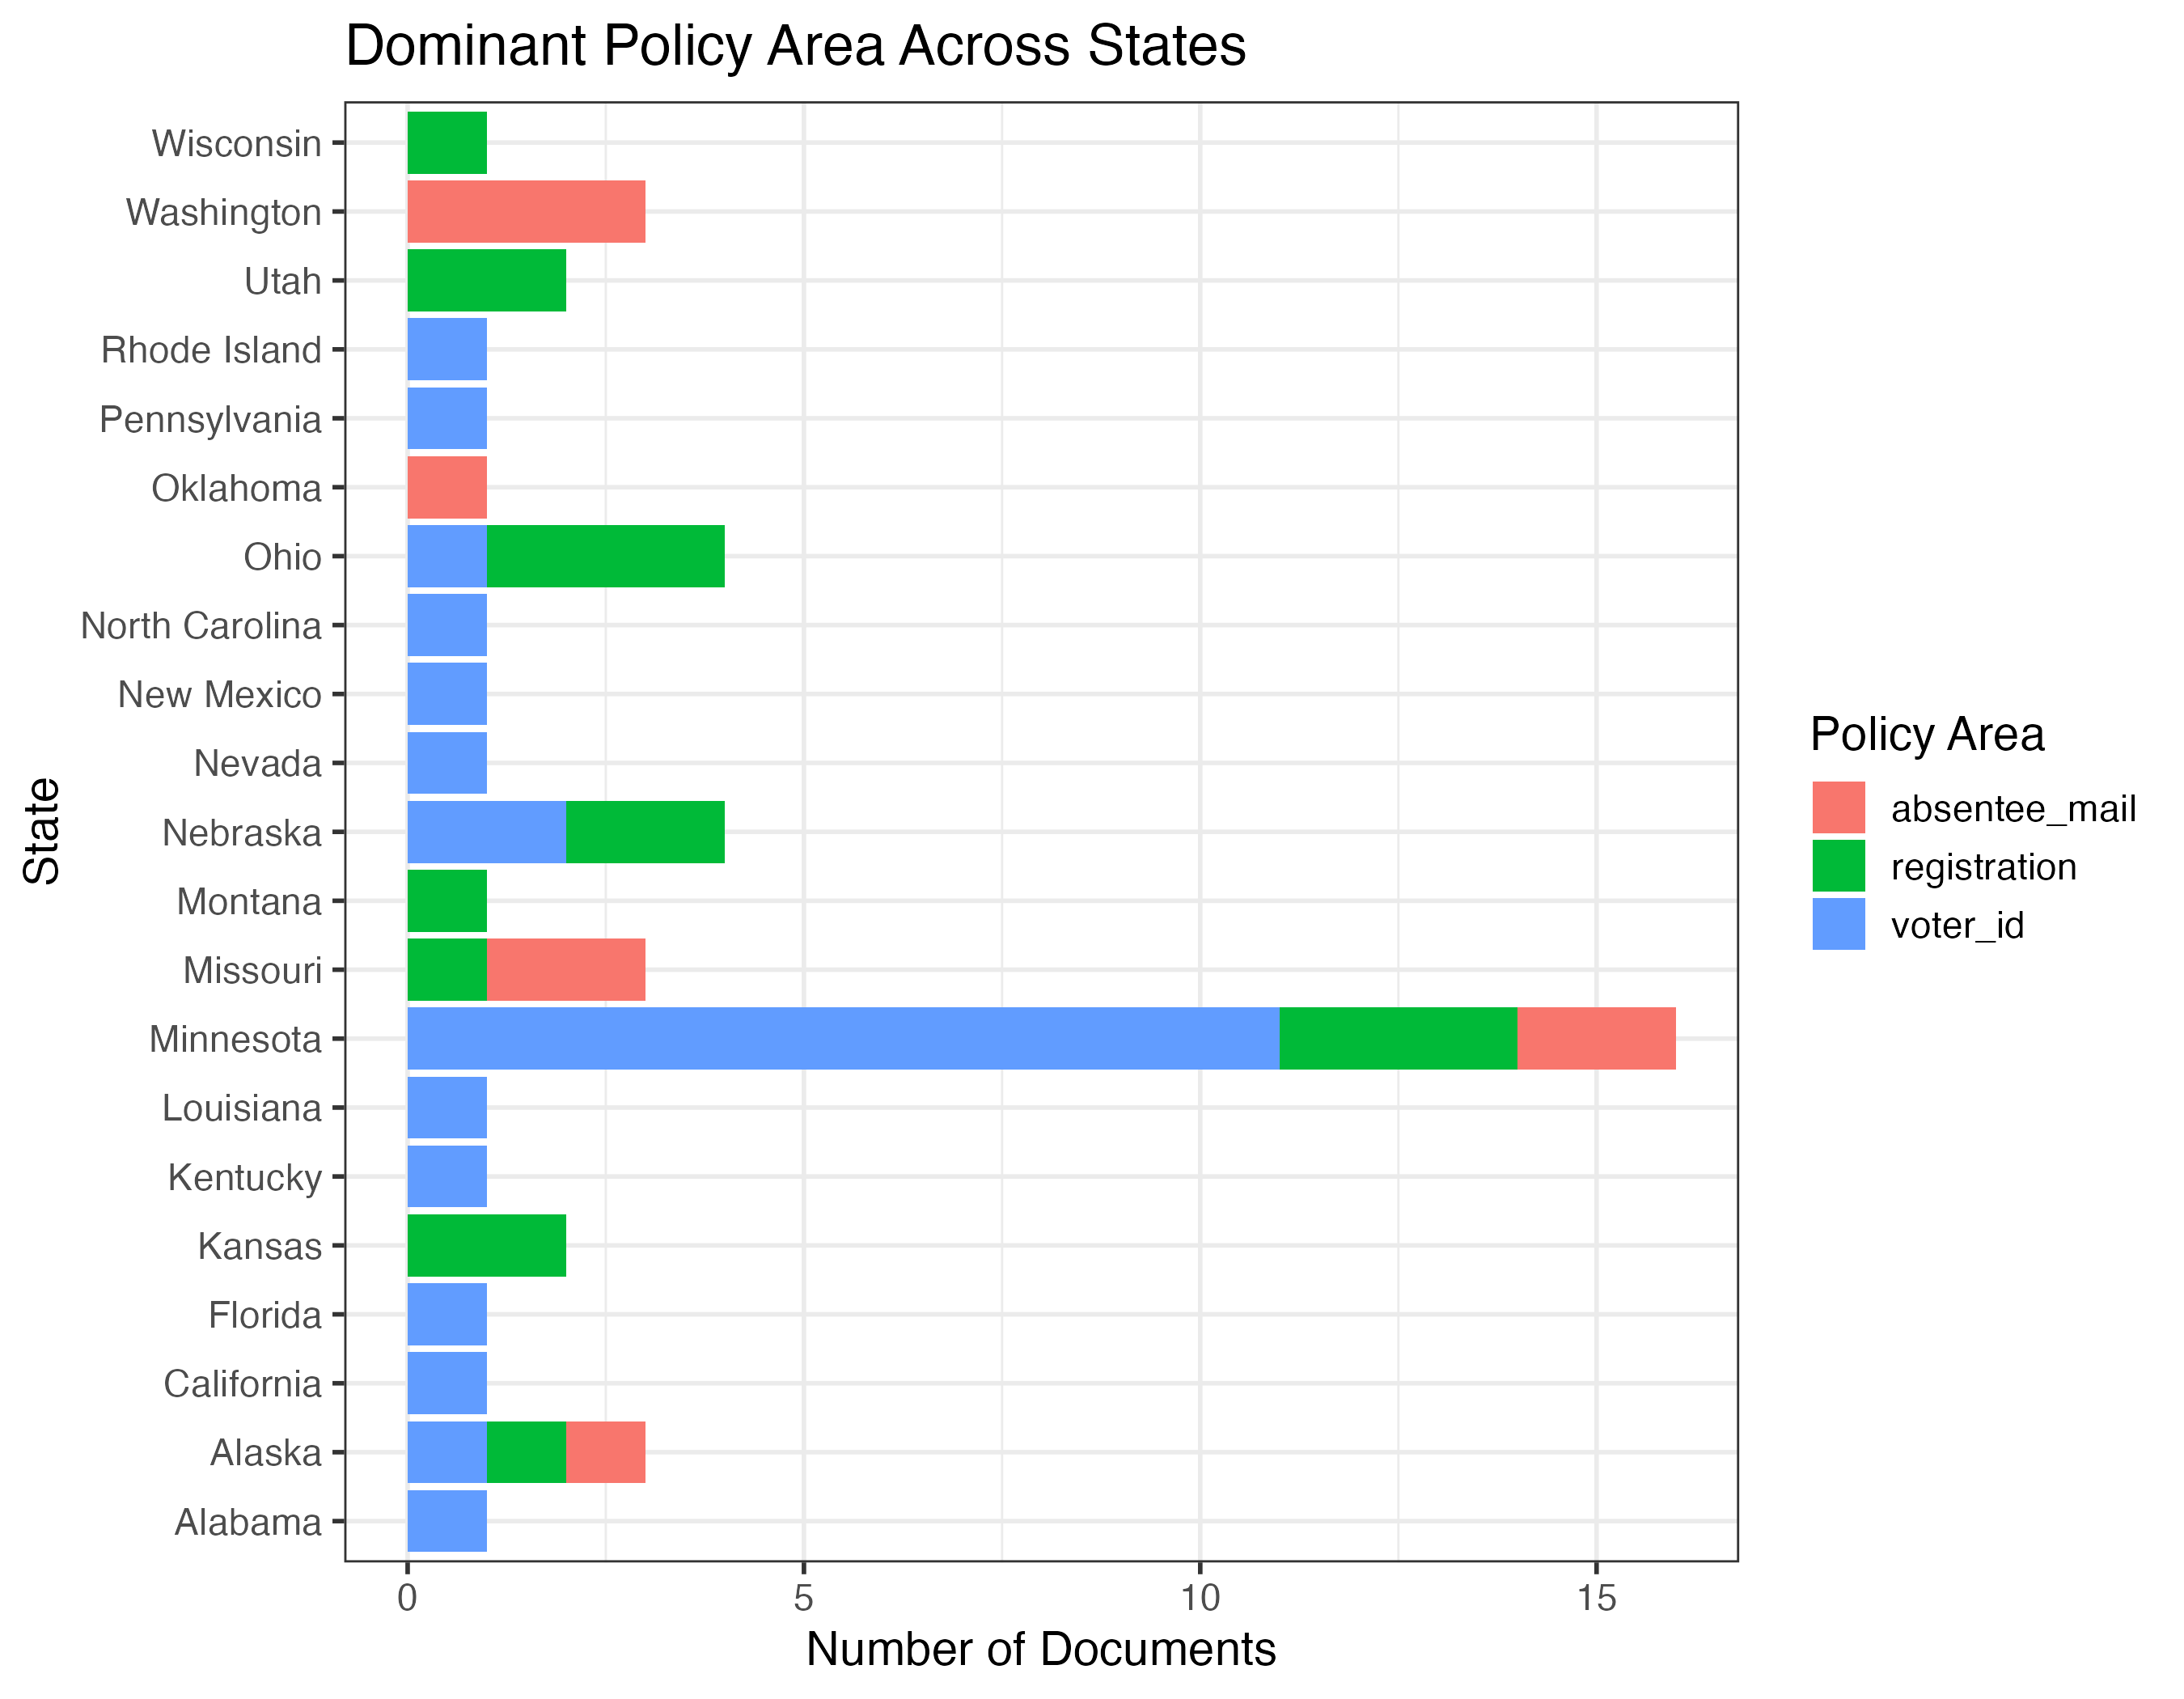 Dominant Policy Area Across States
State
Wisconsin
Washington
Utah
Rhode Island
Pennsylvania
Oklahoma
Ohio
North Carolina
New Mexico
Nevada
Nebraska
Montana
Missouri
Minnesota
Louisiana
Kentucky
Kansas
Florida
California
Alaska
Alabama
0 5 10 15
Number of Documents
Policy Area
absentee_mail
registration
voter_id